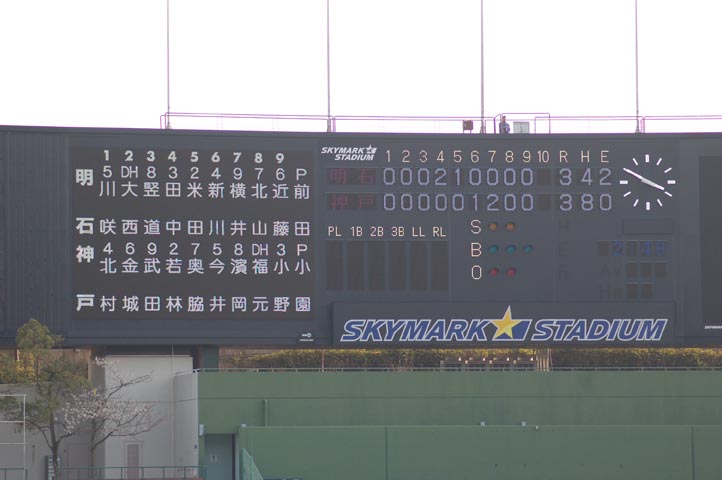 1 2 3 4 5 6 7 8 9
5 DH 8 3 2 4 9 7 6 P
明石
川 大 竪 田 米 新 横 北 近 前
咲 西 道 中 田 川 井 山 藤 田
神戸
4 6 9 2 7 5 8 DH 3 P
北 金 武 若 奥 今 濱 福 小 小
村 城 田 林 脇 井 岡 元 野 園
SKYMARK STADIUM
1 2 3 4 5 6 7 8 9 10 R H E
明石 0 0 0 2 1 0 0 0 0 3 4 2
神戸 0 0 0 0 1 2 0 0 3 8 0
PL 1B 2B 3B LL RL
S
B
O
SKYMARK STADIUM